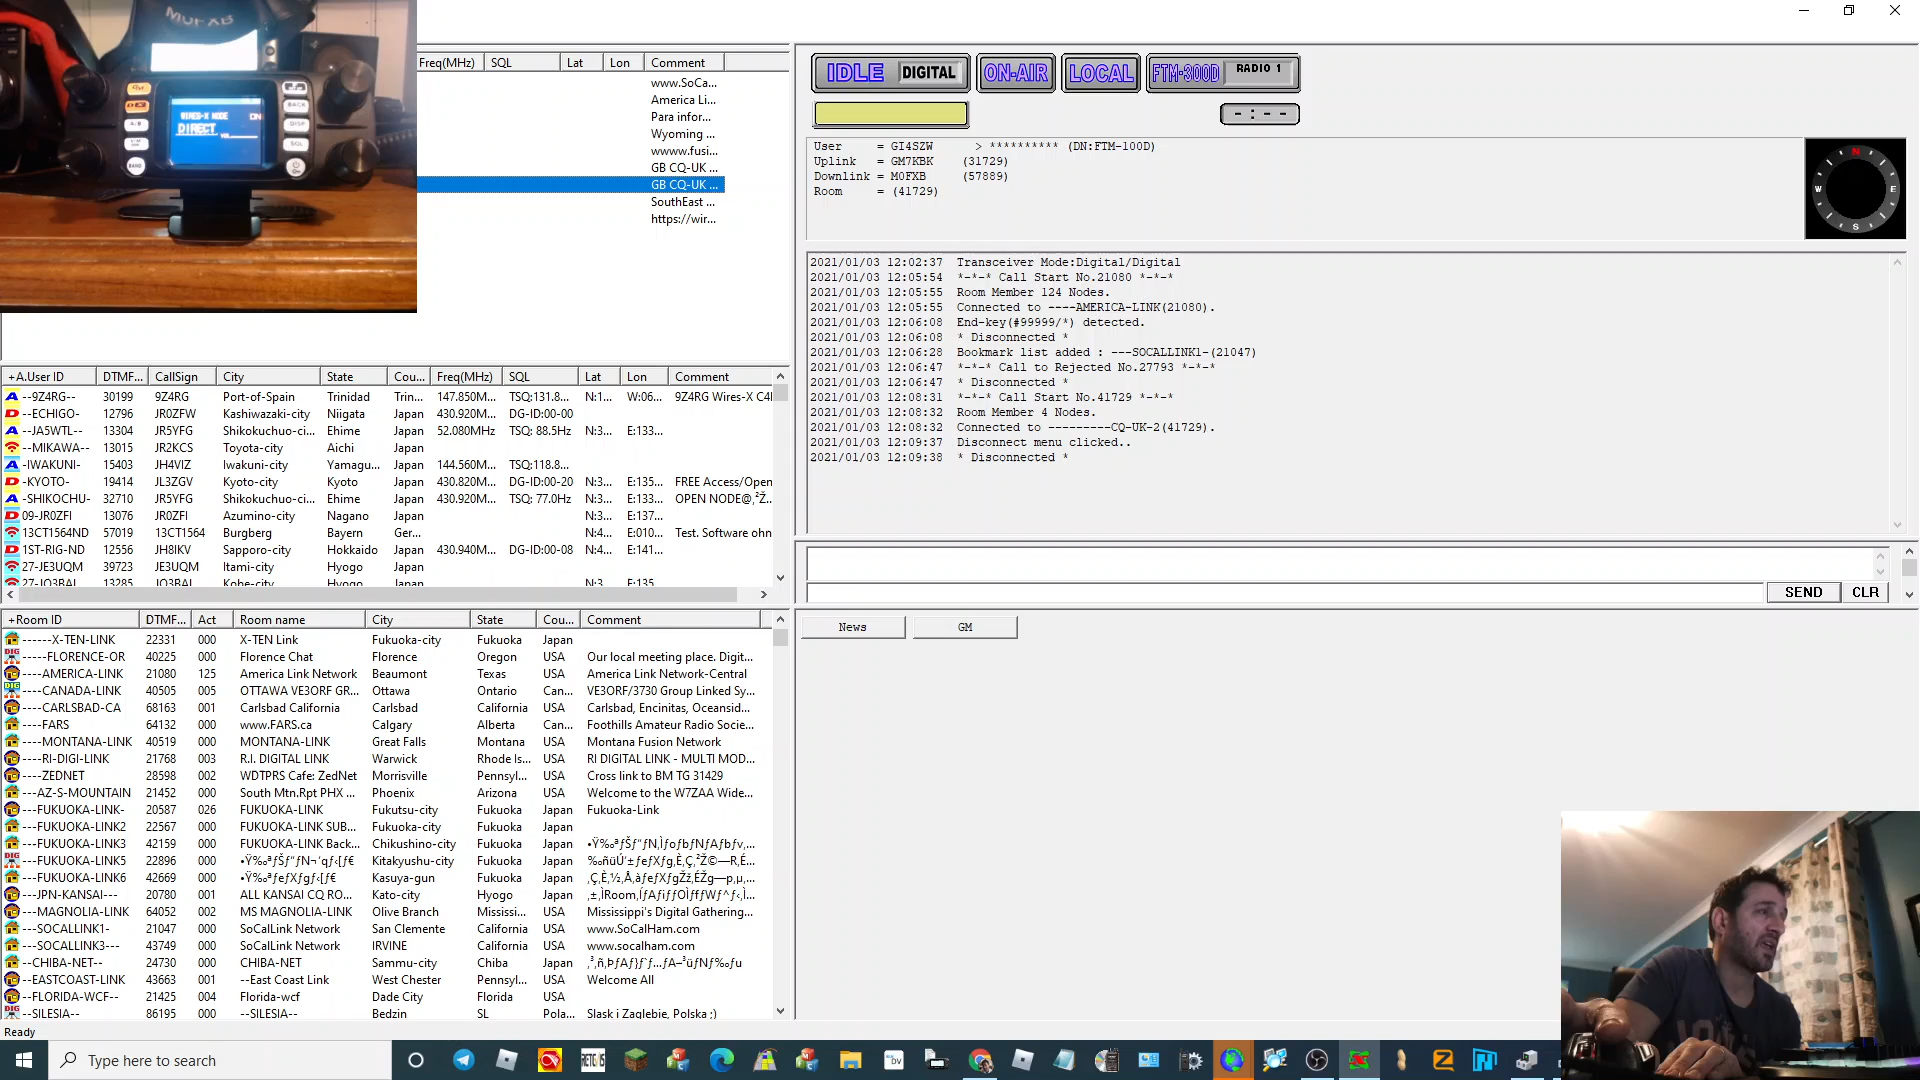 M0FXB
WIRES-X NODE DN
DIRECT
BACK
DISP
SQL
A/B
BAND
Freq(MHz) SQL Lat Lon Comment
www.SoCa...
America Li...
Para infor...
Wyoming ...
wwww.fusi...
GB CQ-UK ...
GB CQ-UK ...
SouthEast ...
https://wir...
IDLE DIGITAL ON-AIR LOCAL FTM-300D RADIO 1
- : - -
User = GI4SZW > ********** (DN:FTM-100D)
Uplink = GM7KBK (31729)
Downlink = M0FXB (57889)
Room = (41729)
N
W E
S
2021/01/03 12:02:37 Transceiver Mode:Digital/Digital
2021/01/03 12:05:54 *-*-* Call Start No.21080 *-*-*
2021/01/03 12:05:55 Room Member 124 Nodes.
2021/01/03 12:05:55 Connected to ----AMERICA-LINK(21080).
2021/01/03 12:06:08 End-key(#99999/*) detected.
2021/01/03 12:06:08 * Disconnected *
2021/01/03 12:06:28 Bookmark list added : ---SOCALLINK1-(21047)
2021/01/03 12:06:47 *-*-* Call to Rejected No.27793 *-*-*
2021/01/03 12:06:47 * Disconnected *
2021/01/03 12:08:31 *-*-* Call Start No.41729 *-*-*
2021/01/03 12:08:32 Room Member 4 Nodes.
2021/01/03 12:08:32 Connected to ---------CQ-UK-2(41729).
2021/01/03 12:09:37 Disconnect menu clicked..
2021/01/03 12:09:38 * Disconnected *
+A.User ID DTMF... CallSign City State Cou... Freq(MHz) SQL Lat Lon Comment
A --9Z4RG-- 30199 9Z4RG Port-of-Spain Trinidad Trin... 147.850M... TSQ:131.8... N:1... W:06... 9Z4RG Wires-X C4I
D --ECHIGO- 12796 JR0ZFW Kashiwazaki-city Niigata Japan 430.920M... DG-ID:00-00
A --JA5WTL-- 13304 JR5YFG Shikokuchuo-ci... Ehime Japan 52.080MHz TSQ: 88.5Hz N:3... E:133...
--MIKAWA-- 13015 JR2KCS Toyota-city Aichi Japan
A -IWAKUNI- 15403 JH4VIZ Iwakuni-city Yamagu... Japan 144.560M... TSQ:118.8...
D -KYOTO- 19414 JL3ZGV Kyoto-city Kyoto Japan 430.820M... DG-ID:00-20 N:3... E:135... FREE Access/Open
A -SHIKOCHU- 32710 JR5YFG Shikokuchuo-ci... Ehime Japan 430.920M... TSQ: 77.0Hz N:3... E:133... OPEN NODE@‚²Ž...
D 09-JR0ZFI 13076 JR0ZFI Azumino-city Nagano Japan N:3... E:137...
13CT1564ND 57019 13CT1564 Burgberg Bayern Ger... N:4... E:010... Test. Software ohn
D 1ST-RIG-ND 12556 JH8IKV Sapporo-city Hokkaido Japan 430.940M... DG-ID:00-08 N:4... E:141...
27-JE3UQM 39723 JE3UQM Itami-city Hyogo Japan
27-JO3BAL 13285 JO3BAL Kobe-city Hyogo Japan N:3 E:135
SEND CLR
+Room ID DTMF... Act Room name City State Cou... Comment
------X-TEN-LINK 22331 000 X-TEN Link Fukuoka-city Fukuoka Japan
-----FLORENCE-OR 40225 000 Florence Chat Florence Oregon USA Our local meeting place. Digit...
----AMERICA-LINK 21080 125 America Link Network Beaumont Texas USA America Link Network-Central
----CANADA-LINK 40505 005 OTTAWA VE3ORF GR... Ottawa Ontario Can... VE3ORF/3730 Group Linked Sy...
----CARLSBAD-CA 68163 001 Carlsbad California Carlsbad California USA Carlsbad, Encinitas, Oceansid...
----FARS 64132 000 www.FARS.ca Calgary Alberta Can... Foothills Amateur Radio Socie...
----MONTANA-LINK 40519 000 MONTANA-LINK Great Falls Montana USA Montana Fusion Network
----RI-DIGI-LINK 21768 003 R.I. DIGITAL LINK Warwick Rhode Is... USA RI DIGITAL LINK - MULTI MOD...
----ZEDNET 28598 002 WDTPRS Cafe: ZedNet Morrisville Pennsyl... USA Cross link to BM TG 31429
---AZ-S-MOUNTAIN 21452 000 South Mtn.Rpt PHX ... Phoenix Arizona USA Welcome to the W7ZAA Wide...
---FUKUOKA-LINK- 20587 026 FUKUOKA-LINK Fukutsu-city Fukuoka Japan Fukuoka-Link
---FUKUOKA-LINK2 22567 000 FUKUOKA-LINK SUB... Fukuoka-city Fukuoka Japan
---FUKUOKA-LINK3 42159 000 FUKUOKA-LINK Back... Chikushino-city Fukuoka Japan
---FUKUOKA-LINK5 22896 000 Kitakyushu-city Fukuoka Japan
---FUKUOKA-LINK6 42669 000 Kasuya-gun Fukuoka Japan
---JPN-KANSAI--- 20780 001 ALL KANSAI CQ RO... Kato-city Hyogo Japan
---MAGNOLIA-LINK 64052 002 MS MAGNOLIA-LINK Olive Branch Mississi... USA Mississippi's Digital Gathering...
---SOCALLINK1- 21047 000 SoCalLink Network San Clemente California USA www.SoCalHam.com
---SOCALLINK3--- 43749 000 SoCalLink Network IRVINE California USA www.socalham.com
--CHIBA-NET-- 24730 000 CHIBA-NET Sammu-city Chiba Japan
--EASTCOAST-LINK 43663 001 --East Coast Link West Chester Pennsyl... USA Welcome All
--FLORIDA-WCF-- 21425 004 Florida-wcf Dade City Florida USA
--SILESIA-- 86195 000 --SILESIA-- Bedzin SL Pola... Slask i Zaglebie, Polska ;)
News GM
Ready
Type here to search